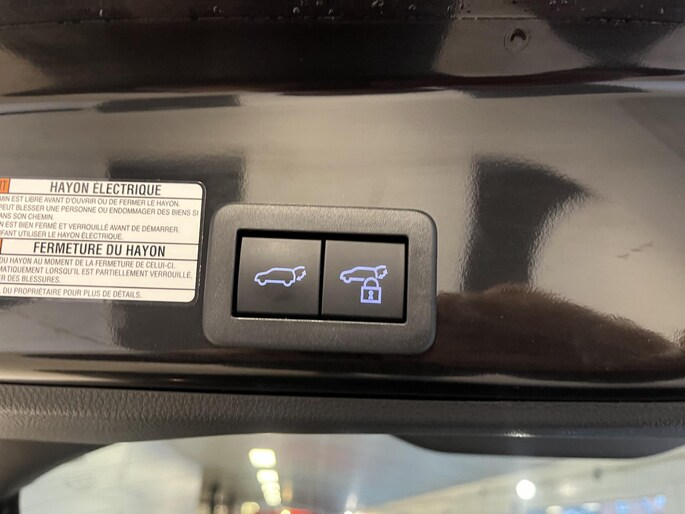 HAYON ÉLECTRIQUE
EST LIBRE AVANT D'OUVRIR OU DE FERMER LE HAYON.
PEUT BLESSER UNE PERSONNE OU ENDOMMAGER DES BIENS SI
SON CHEMIN.
EST BIEN FERMÉ ET VERROUILLÉ AVANT DE DÉMARRER.
UTILISER LE HAYON ÉLECTRIQUE.
FERMETURE DU HAYON
DU HAYON AU MOMENT DE LA FERMETURE DE CELUI-CI.
LORSQU'IL EST PARTIELLEMENT VERROUILLÉ,
DES BLESSURES.
DU PROPRIÉTAIRE POUR PLUS DE DÉTAILS.